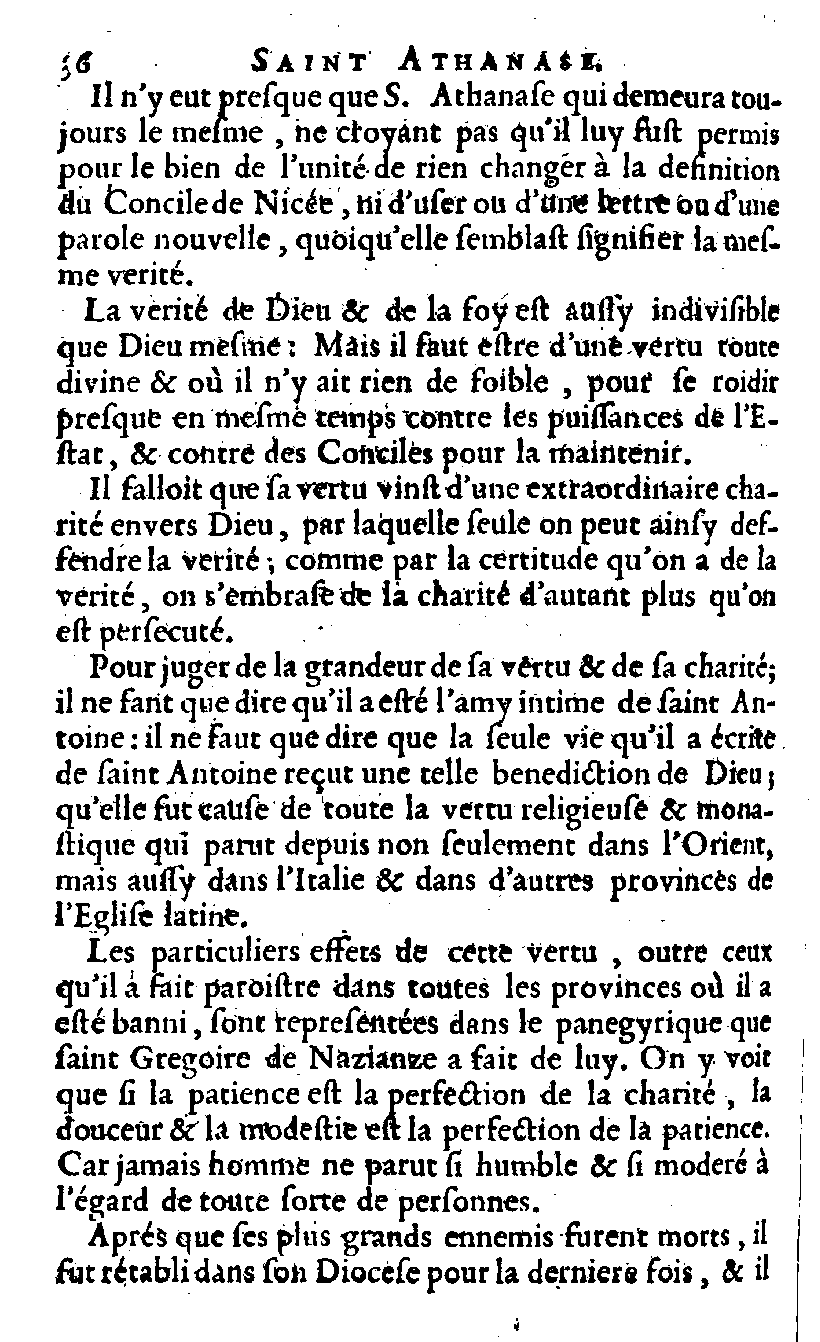 36 SAINT ATHANASE.
Il n'y eut preſque que S. Athanaſe qui demeura tou-
jours le meſme, ne croyant pas qu'il luy fuſt permis
pour le bien de l'unité de rien changer à la definition
du Concile de Nicée, ni d'uſer ou d'une lettre ou d'une
parole nouvelle, quoiqu'elle ſemblaſt ſignifier la meſ-
me verité.
La verité de Dieu & de la foy eſt auſſy indiviſible
que Dieu meſme: Mais il faut eſtre d'une vertu toute
divine & où il n'y ait rien de foible, pour ſe roidir
preſque en meſme temps contre les puiſſances de l'E-
ſtat, & contre des Conciles pour la maintenir.
Il falloit que ſa vertu vinſt d'une extraordinaire cha-
rité envers Dieu, par laquelle ſeule on peut ainſy def-
fendre la verité; comme par la certitude qu'on a de la
verité, on s'embraſe de la charité d'autant plus qu'on
eſt perſecuté.
Pour juger de la grandeur de ſa vertu & de ſa charité;
il ne faut que dire qu'il a eſté l'amy intime de ſaint An-
toine: il ne faut que dire que la ſeule vie qu'il a écrite
de ſaint Antoine reçut une telle benediction de Dieu;
qu'elle fut cauſe de toute la vertu religieuſe & mona-
ſtique qui parut depuis non ſeulement dans l'Orient,
mais auſſy dans l'Italie & dans d'autres provinces de
l'Egliſe latine.
Les particuliers effets de cette vertu, outre ceux
qu'il a fait paroiſtre dans toutes les provinces où il a
eſté banni, ſont repreſentées dans le panegyrique que
ſaint Gregoire de Nazianze a fait de luy. On y voit
que ſi la patience eſt la perfection de la charité, la
douceur & la modeſtie eſt la perfection de la patience.
Car jamais homme ne parut ſi humble & ſi moderé à
l'égard de toute ſorte de perſonnes.
Aprés que ſes plus grands ennemis furent morts, il
fut rétabli dans ſon Dioceſe pour la derniere fois, & il